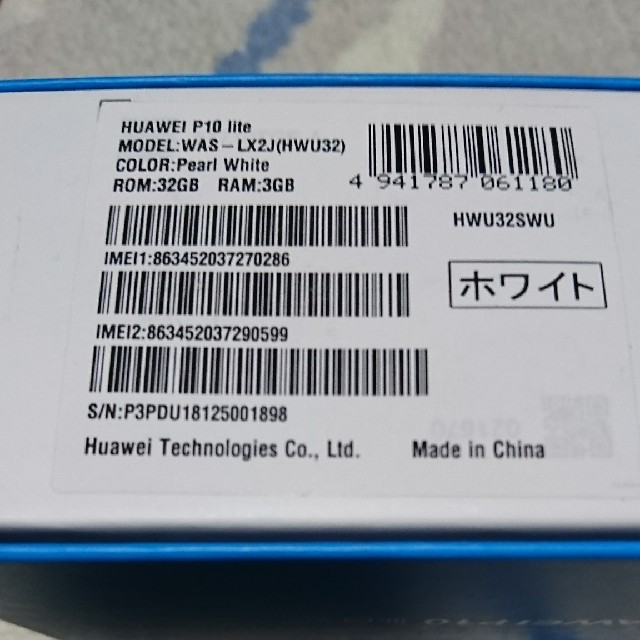 HUAWEI P10 lite
MODEL:WAS-LX2J(HWU32)
COLOR:Pearl White
ROM:32GB RAM:3GB
4 941787 061180
HWU32SWU
IMEI1:863452037270286
ホワイト
IMEI2:863452037290599
S/N:P3PDU18125001898
Huawei Technologies Co., Ltd.
Made in China